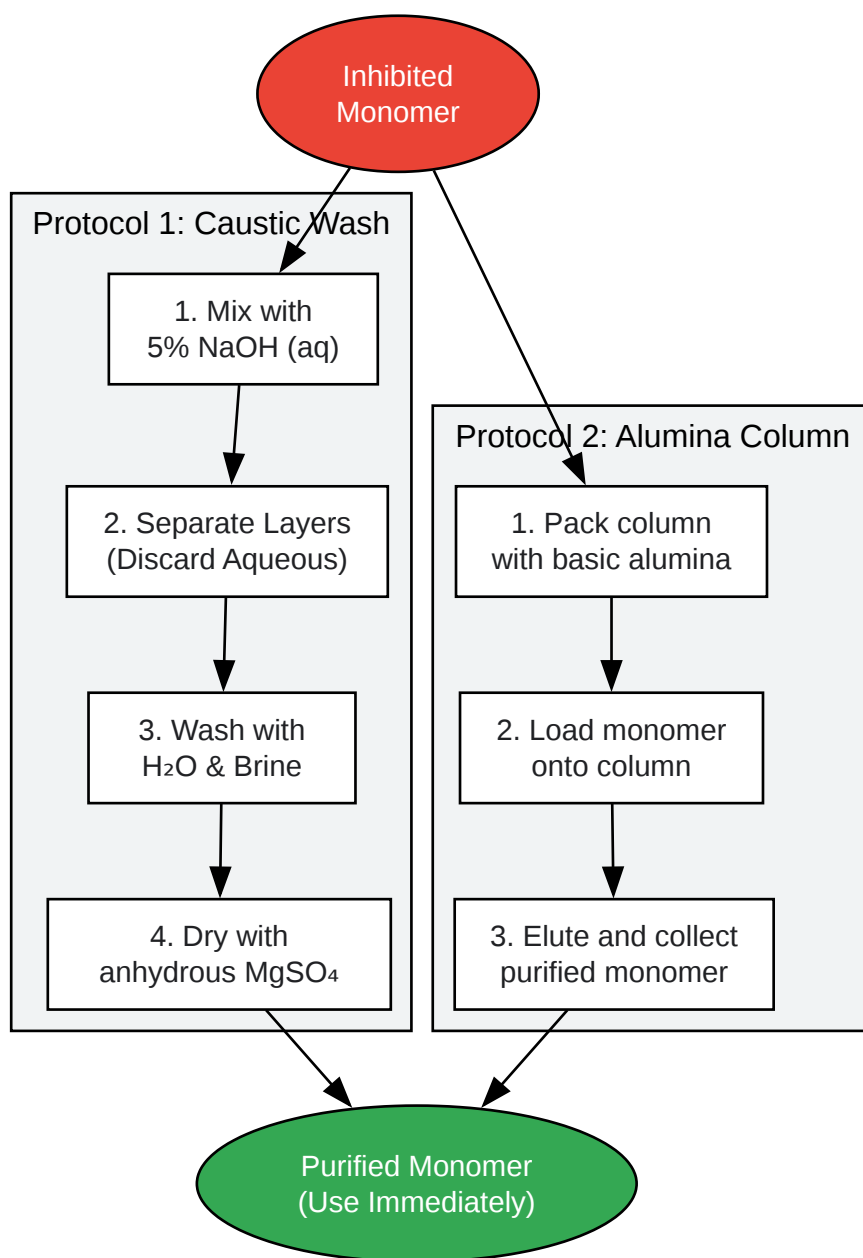 Inhibited
Monomer
Protocol 1: Caustic Wash
1. Mix with
5% NaOH (aq)
2. Separate Layers
(Discard Aqueous)
3. Wash with
H₂O & Brine
4. Dry with
anhydrous MgSO₄
Protocol 2: Alumina Column
1. Pack column
with basic alumina
2. Load monomer
onto column
3. Elute and collect
purified monomer
Purified Monomer
(Use Immediately)